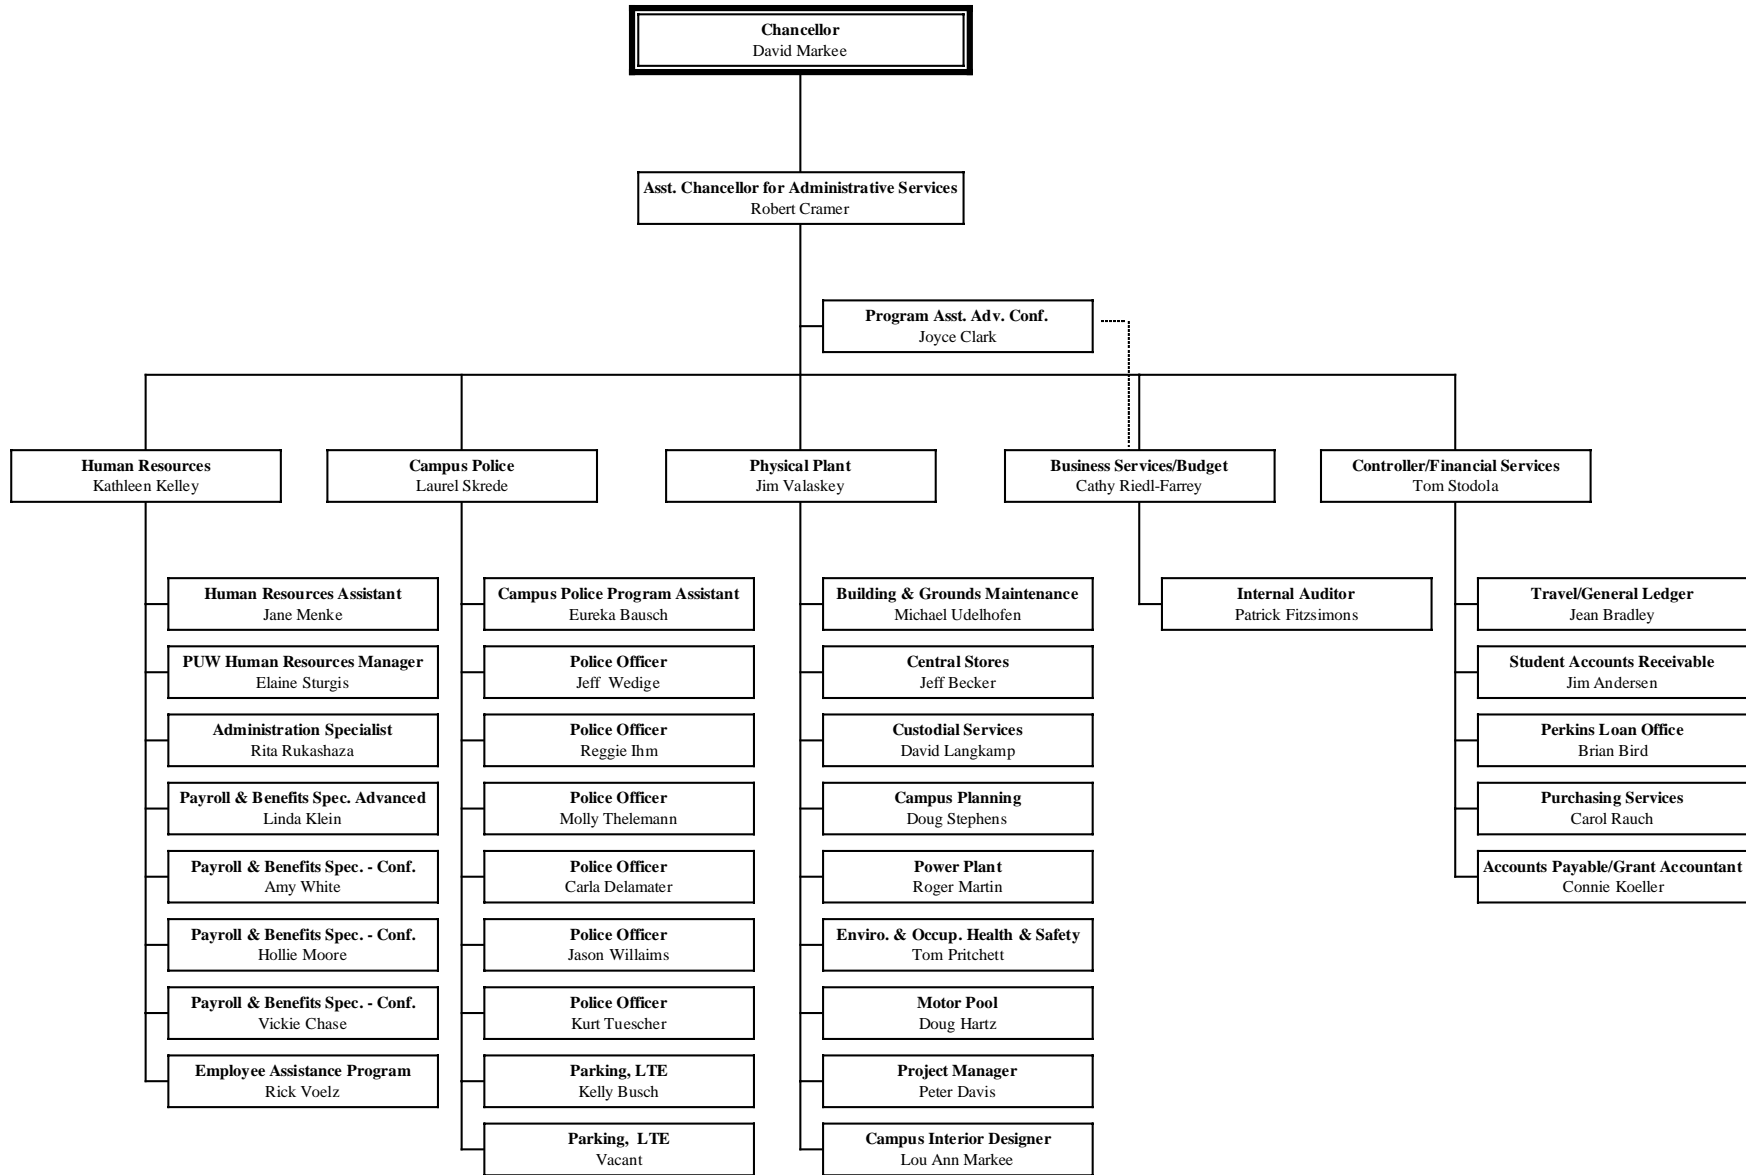 Chancellor
David Markee
Asst. Chancellor for Administrative Services
Robert Cramer
Program Asst. Adv. Conf.
Joyce Clark
Human Resources
Kathleen Kelley
Campus Police
Laurel Skrede
Physical Plant
Jim Valaskey
Business Services/Budget
Cathy Riedl-Farrey
Controller/Financial Services
Tom Stodola
Human Resources Assistant
Jane Menke
PUW Human Resources Manager
Elaine Sturgis
Administration Specialist
Rita Rukashaza
Payroll & Benefits Spec. Advanced
Linda Klein
Payroll & Benefits Spec. - Conf.
Amy White
Payroll & Benefits Spec. - Conf.
Hollie Moore
Payroll & Benefits Spec. - Conf.
Vickie Chase
Employee Assistance Program
Rick Voelz
Campus Police Program Assistant
Eureka Bausch
Police Officer
Jeff Wedige
Police Officer
Reggie Ihm
Police Officer
Molly Thelemann
Police Officer
Carla Delamater
Police Officer
Jason Willaims
Police Officer
Kurt Tuescher
Parking, LTE
Kelly Busch
Parking, LTE
Vacant
Building & Grounds Maintenance
Michael Udelhofen
Central Stores
Jeff Becker
Custodial Services
David Langkamp
Campus Planning
Doug Stephens
Power Plant
Roger Martin
Enviro. & Occup. Health & Safety
Tom Pritchett
Motor Pool
Doug Hartz
Project Manager
Peter Davis
Campus Interior Designer
Lou Ann Markee
Internal Auditor
Patrick Fitzsimons
Travel/General Ledger
Jean Bradley
Student Accounts Receivable
Jim Andersen
Perkins Loan Office
Brian Bird
Purchasing Services
Carol Rauch
Accounts Payable/Grant Accountant
Connie Koeller